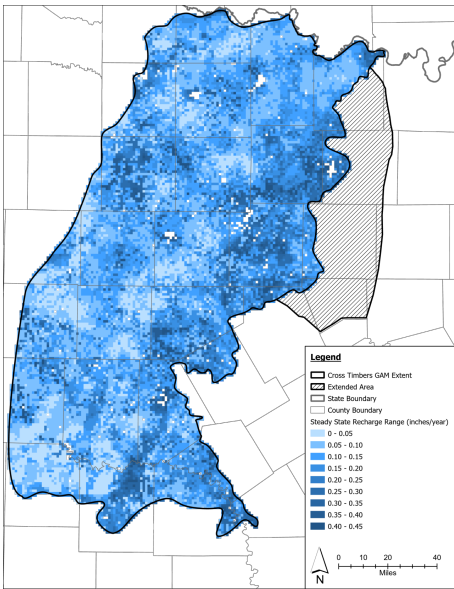 Legend
Cross Timbers GAM Extent
Extended Area
State Boundary
County Boundary
Steady State Recharge Range (inches/year)
0 - 0.05
0.05 - 0.10
0.10 - 0.15
0.15 - 0.20
0.20 - 0.25
0.25 - 0.30
0.30 - 0.35
0.35 - 0.40
0.40 - 0.45
0 10 20 40
Miles
N